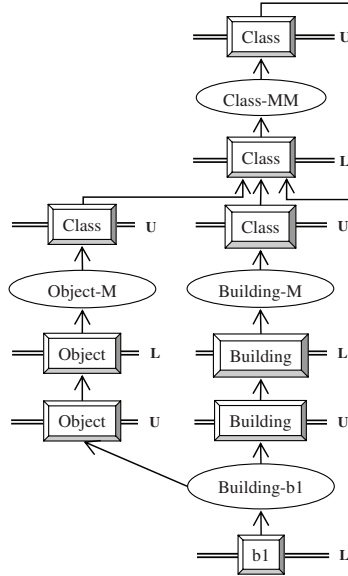 Class U
Class-MM
Class L
Class U Class U
Object-M Building-M
Object L Building L
Object U Building U
Building-b1
b1 L